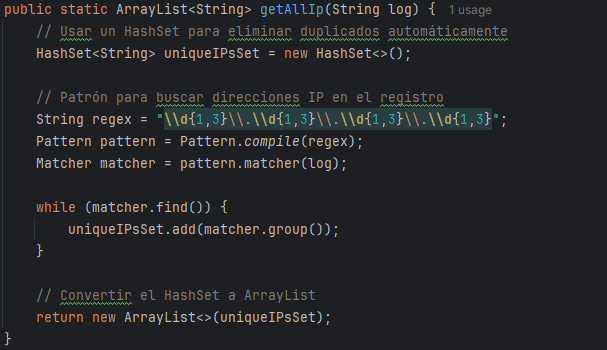 public static ArrayList<String> getAllIp(String log) { 1 usage
    // Usar un HashSet para eliminar duplicados automáticamente
    HashSet<String> uniqueIPsSet = new HashSet<>();

    // Patrón para buscar direcciones IP en el registro
    String regex = "\\d{1,3}\\.\\d{1,3}\\.\\d{1,3}\\.\\d{1,3}";
    Pattern pattern = Pattern.compile(regex);
    Matcher matcher = pattern.matcher(log);

    while (matcher.find()) {
        uniqueIPsSet.add(matcher.group());
    }

    // Convertir el HashSet a ArrayList
    return new ArrayList<>(uniqueIPsSet);
}